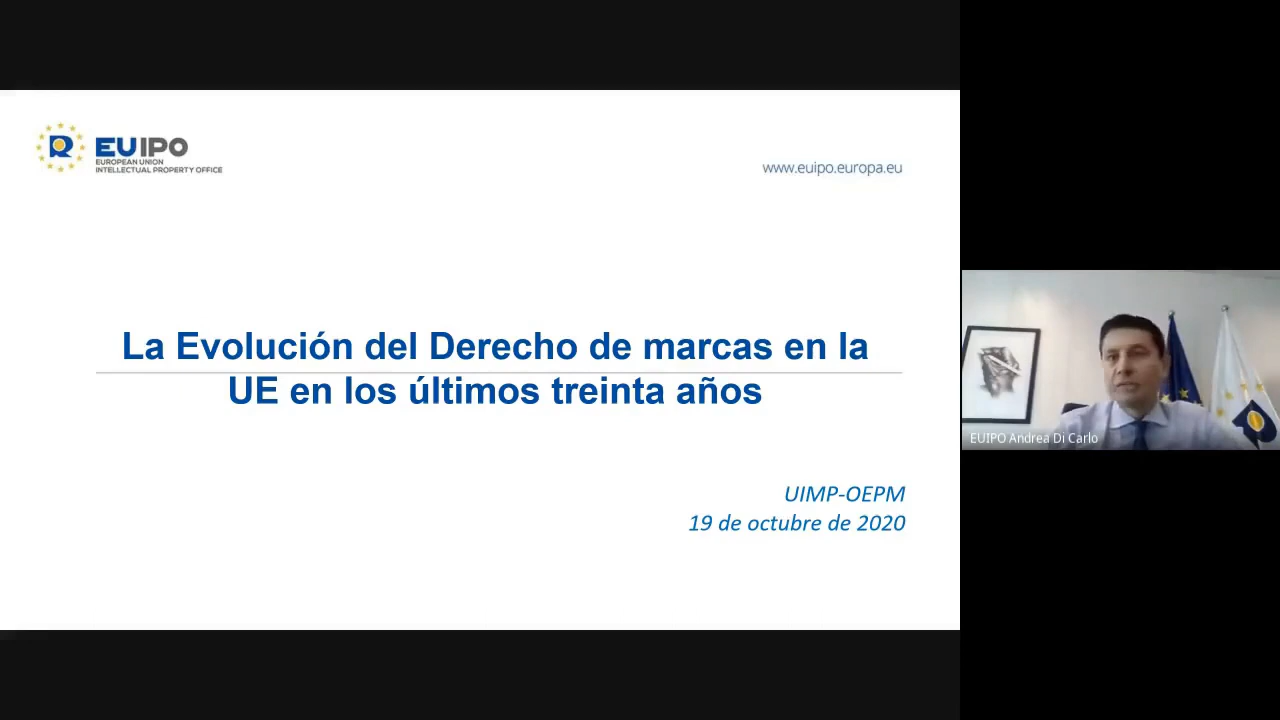 EUIPO
EUROPEAN UNION
INTELLECTUAL PROPERTY OFFICE
www.euipo.europa.eu
La Evolución del Derecho de marcas en la
UE en los últimos treinta años
UIMP-OEPM
19 de octubre de 2020
EUIPO Andrea Di Carlo